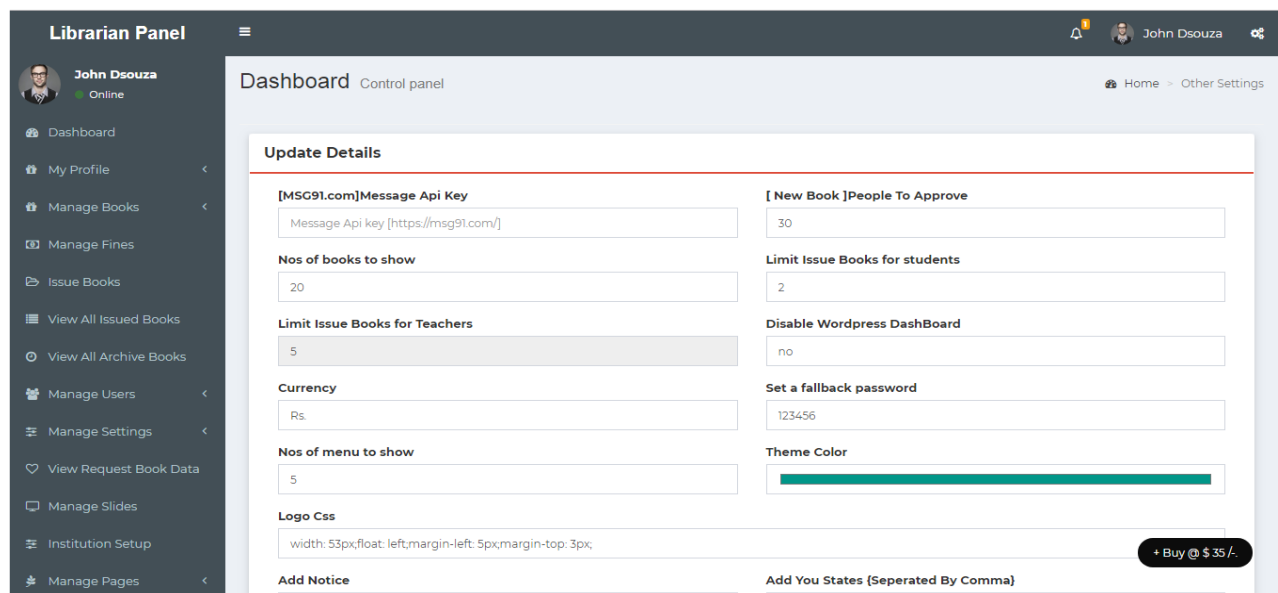 Librarian Panel
1
John Dsouza
John Dsouza
Online
Dashboard
My Profile
Manage Books
Manage Fines
Issue Books
View All Issued Books
View All Archive Books
Manage Users
Manage Settings
View Request Book Data
Manage Slides
Institution Setup
Manage Pages
Dashboard Control panel
Home > Other Settings
Update Details
[MSG91.com]Message Api Key
Message Api key [https://msg91.com/]
[ New Book ]People To Approve
30
Nos of books to show
20
Limit Issue Books for students
2
Limit Issue Books for Teachers
5
Disable Wordpress DashBoard
no
Currency
Rs.
Set a fallback password
123456
Nos of menu to show
5
Theme Color
Logo Css
width: 53px;float: left;margin-left: 5px;margin-top: 3px;
+ Buy @ $ 35 /-.
Add Notice
Add You States {Seperated By Comma}